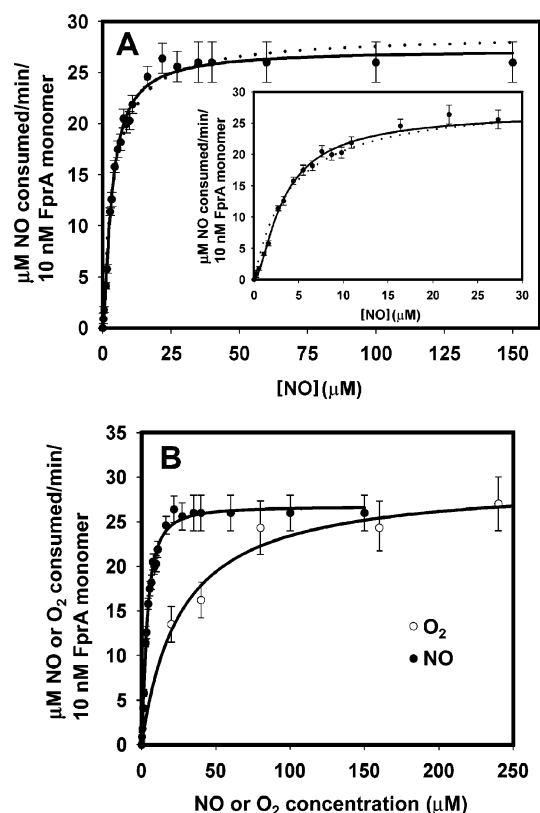 A
µM NO consumed/min/
10 nM FprA monomer
30
25
20
15
10
5
0
0 25 50 75 100 125 150
[NO] (µM)
µM NO consumed/min/
10 nM FprA monomer
30
25
20
15
10
5
0
0 5 10 15 20 25 30
[NO] (µM)
B
µM NO or O2 consumed/min/
10 nM FprA monomer
35
30
25
20
15
10
5
0
O2
NO
0 50 100 150 200 250
NO or O2 concentration (µM)